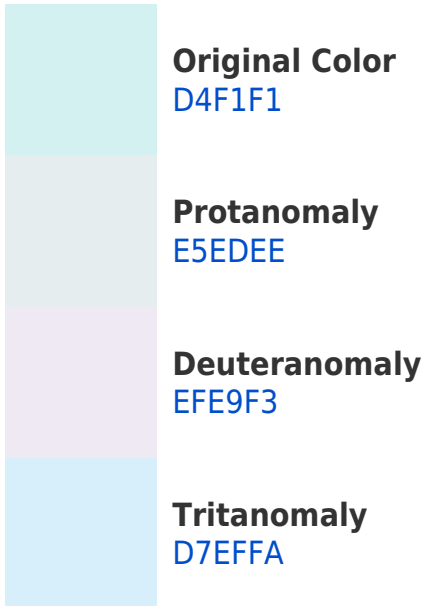 Original Color
D4F1F1
Protanomaly
E5EDEE
Deuteranomaly
EFE9F3
Tritanomaly
D7EFFA